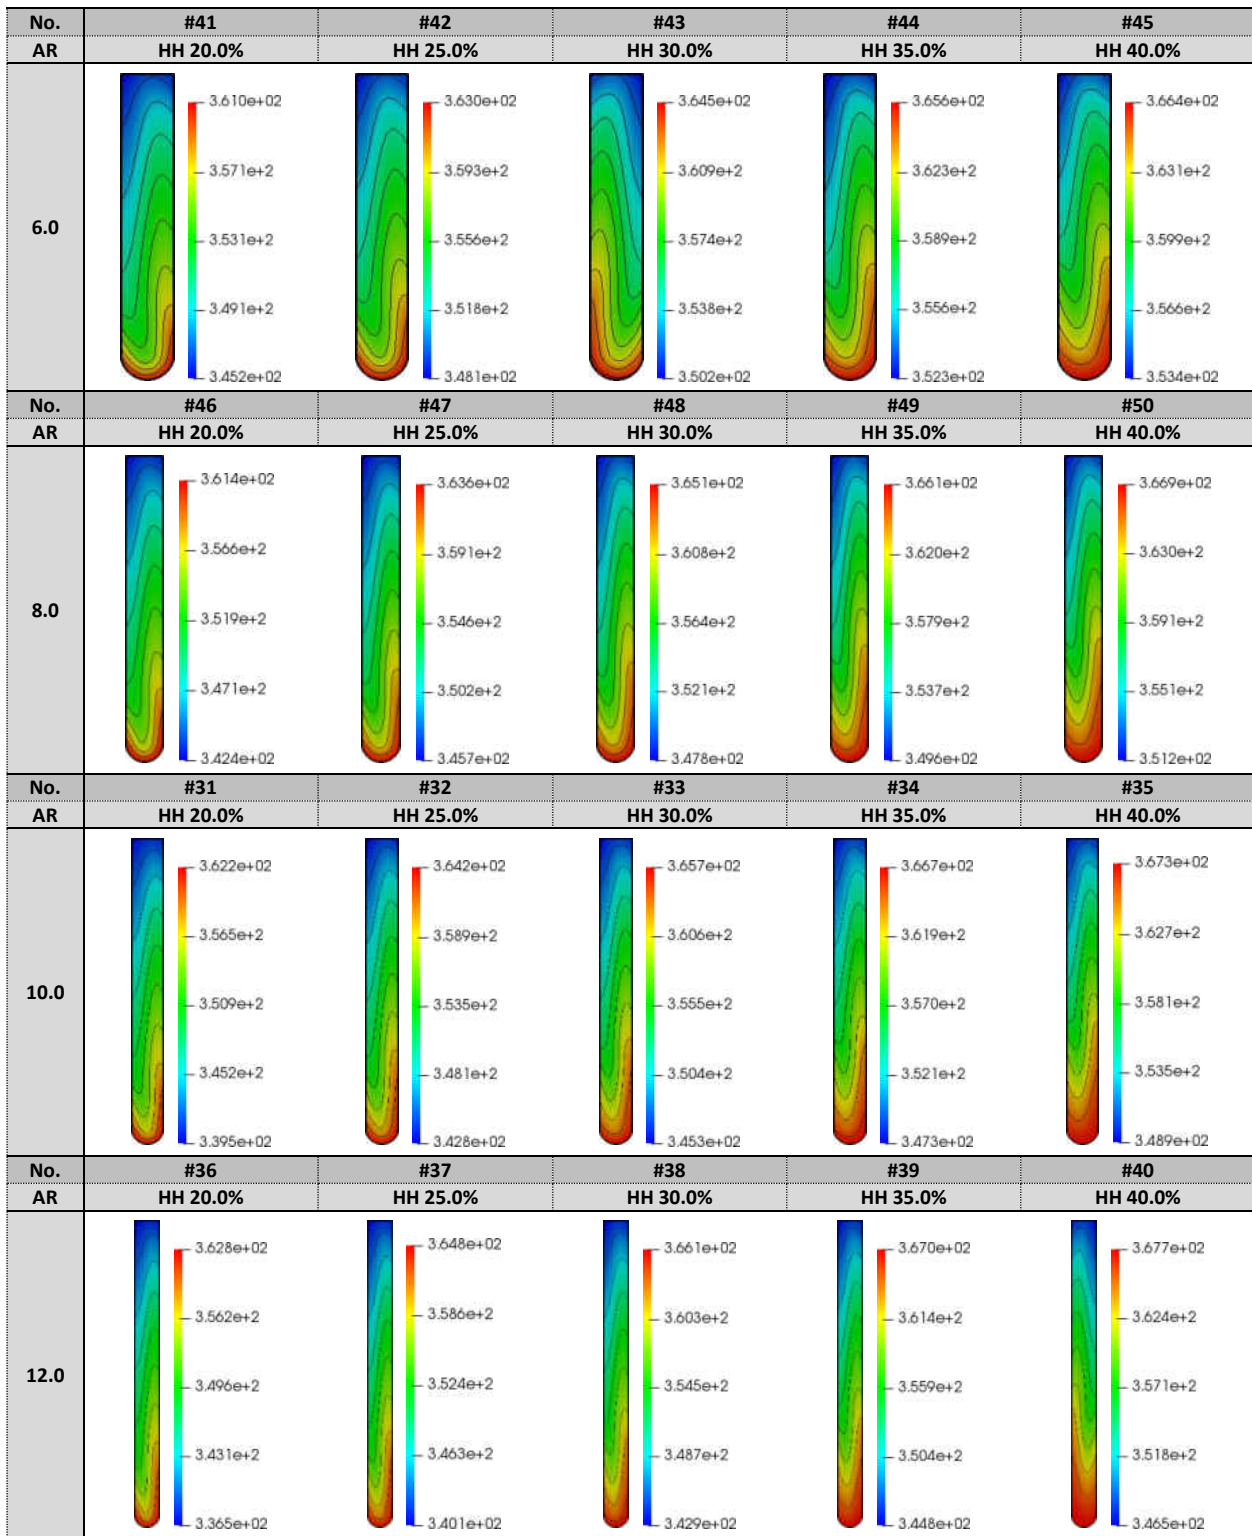 No. #41 #42 #43 #44 #45
AR HH 20.0% HH 25.0% HH 30.0% HH 35.0% HH 40.0%
3.610e+02 3.630e+02 3.645e+02 3.656e+02 3.664e+02
3.571e+2 3.593e+2 3.609e+2 3.623e+2 3.631e+2
6.0 3.531e+2 3.556e+2 3.574e+2 3.589e+2 3.599e+2
3.491e+2 3.518e+2 3.538e+2 3.556e+2 3.566e+2
3.452e+02 3.481e+02 3.502e+02 3.523e+02 3.534e+02
No. #46 #47 #48 #49 #50
AR HH 20.0% HH 25.0% HH 30.0% HH 35.0% HH 40.0%
3.614e+02 3.636e+02 3.651e+02 3.661e+02 3.669e+02
3.566e+2 3.591e+2 3.608e+2 3.620e+2 3.630e+2
8.0 3.519e+2 3.546e+2 3.564e+2 3.579e+2 3.591e+2
3.471e+2 3.502e+2 3.521e+2 3.537e+2 3.551e+2
3.424e+02 3.457e+02 3.478e+02 3.496e+02 3.512e+02
No. #31 #32 #33 #34 #35
AR HH 20.0% HH 25.0% HH 30.0% HH 35.0% HH 40.0%
3.622e+02 3.642e+02 3.657e+02 3.667e+02 3.673e+02
3.565e+2 3.589e+2 3.606e+2 3.619e+2 3.627e+2
10.0 3.509e+2 3.535e+2 3.555e+2 3.570e+2 3.581e+2
3.452e+2 3.481e+2 3.504e+2 3.521e+2 3.535e+2
3.395e+02 3.428e+02 3.453e+02 3.473e+02 3.489e+02
No. #36 #37 #38 #39 #40
AR HH 20.0% HH 25.0% HH 30.0% HH 35.0% HH 40.0%
3.628e+02 3.648e+02 3.661e+02 3.670e+02 3.677e+02
3.562e+2 3.586e+2 3.603e+2 3.614e+2 3.624e+2
12.0 3.496e+2 3.524e+2 3.545e+2 3.559e+2 3.571e+2
3.431e+2 3.463e+2 3.487e+2 3.504e+2 3.518e+2
3.365e+02 3.401e+02 3.429e+02 3.448e+02 3.465e+02